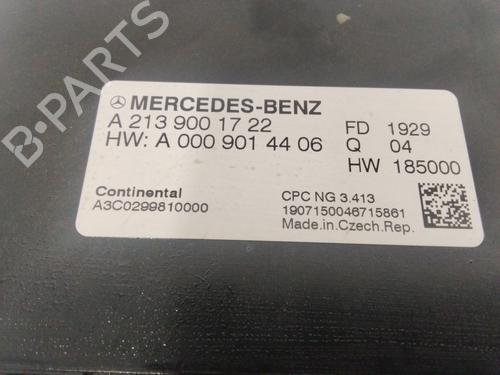 MERCEDES-BENZ
A 213 900 17 22 FD 1929
HW: A 000 901 44 06 Q 04
HW 185000
Continental CPC NG 3.413
A3C0299810000 1907150046715861
Made.in.Czech.Rep.
B-PARTS